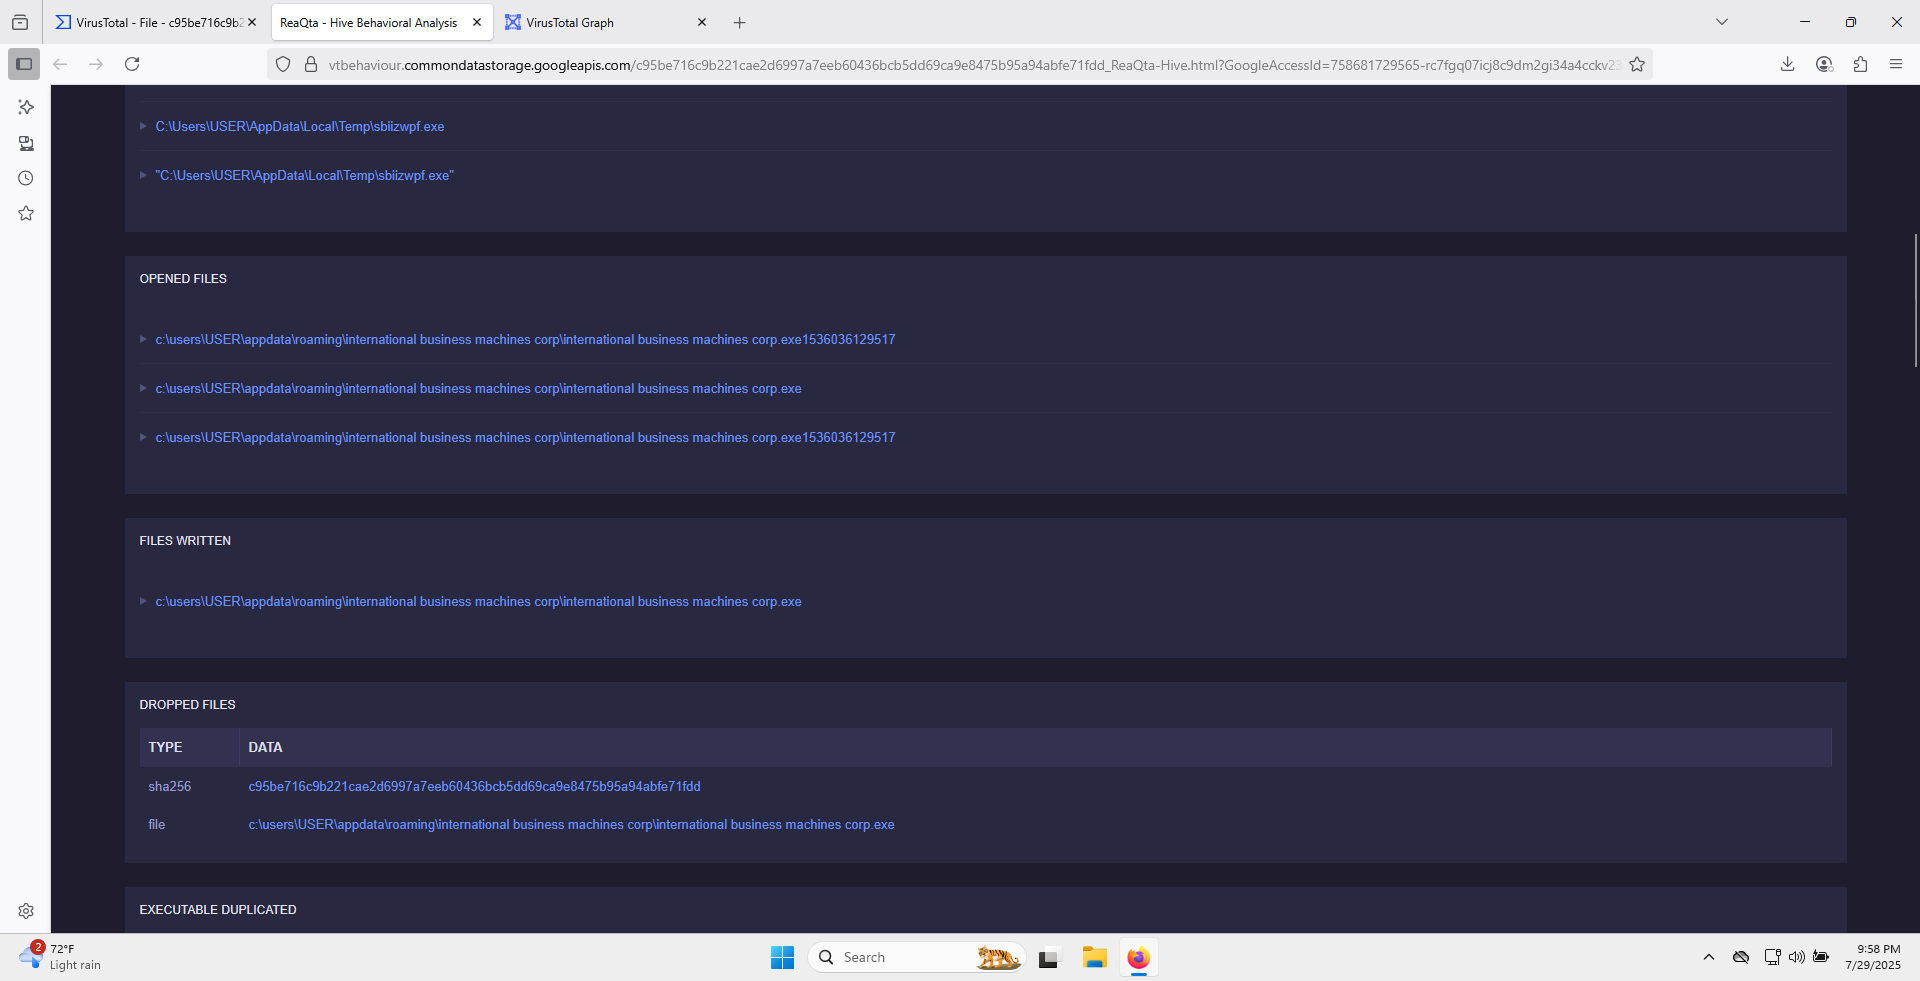 VirusTotal - File - c95be716c9b2
ReaQta - Hive Behavioral Analysis
VirusTotal Graph
vtbehaviour.commondatastorage.googleapis.com/c95be716c9b221cae2d6997a7eeb60436bcb5dd69ca9e8475b95a94abfe71fdd_ReaQta-Hive.html?GoogleAccessId=758681729565-rc7fgq07icj8c9dm2gi34a4cckv23
C:\Users\USER\AppData\Local\Temp\sbiizwpf.exe
"C:\Users\USER\AppData\Local\Temp\sbiizwpf.exe"
OPENED FILES
c:\users\USER\appdata\roaming\international business machines corp\international business machines corp.exe1536036129517
c:\users\USER\appdata\roaming\international business machines corp\international business machines corp.exe
c:\users\USER\appdata\roaming\international business machines corp\international business machines corp.exe1536036129517
FILES WRITTEN
c:\users\USER\appdata\roaming\international business machines corp\international business machines corp.exe
DROPPED FILES
TYPE DATA
sha256 c95be716c9b221cae2d6997a7eeb60436bcb5dd69ca9e8475b95a94abfe71fdd
file c:\users\USER\appdata\roaming\international business machines corp\international business machines corp.exe
EXECUTABLE DUPLICATED
2
72°F
Light rain
Search
9:58 PM
7/29/2025